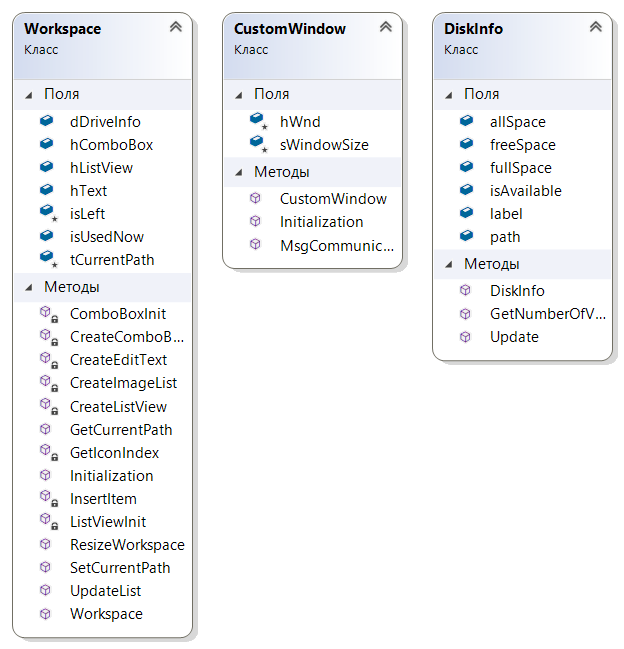 Workspace
Класс
Поля
dDriveInfo
hComboBox
hListView
hText
isLeft
isUsedNow
tCurrentPath
Методы
ComboBoxInit
CreateComboB...
CreateEditText
CreateImageList
CreateListView
GetCurrentPath
GetIconIndex
Initialization
InsertItem
ListViewInit
ResizeWorkspace
SetCurrentPath
UpdateList
Workspace
CustomWindow
Класс
Поля
hWnd
sWindowSize
Методы
CustomWindow
Initialization
MsgCommunic...
DiskInfo
Класс
Поля
allSpace
freeSpace
fullSpace
isAvailable
label
path
Методы
DiskInfo
GetNumberOfV...
Update